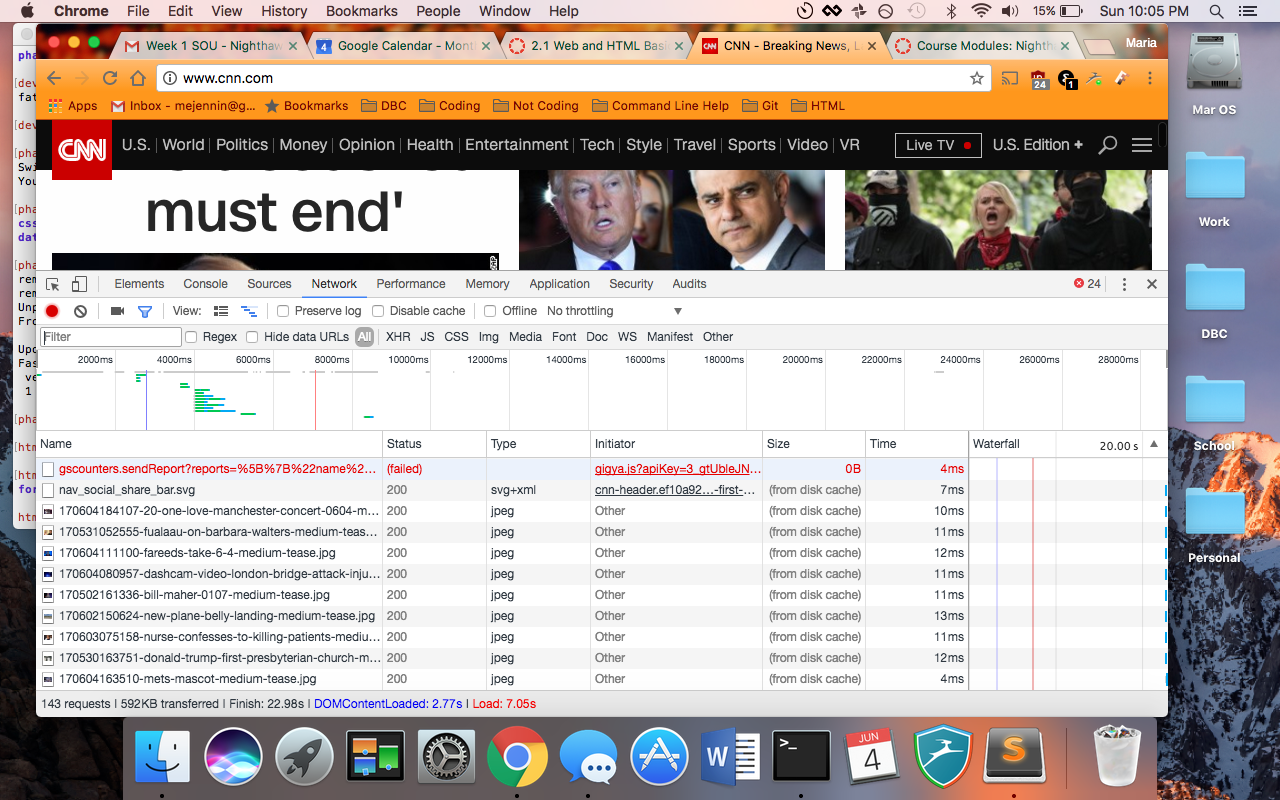 Chrome File Edit View History Bookmarks People Window Help 15% Sun 10:05 PM
Week 1 SOU - Nighthaw Google Calendar - Mont 2.1 Web and HTML Basi CNN - Breaking News, L Course Modules: Nightha Maria
www.cnn.com 24 1
Apps Inbox - mejennin@g... Bookmarks DBC Coding Not Coding Command Line Help Git HTML
CNN U.S. World Politics Money Opinion Health Entertainment Tech Style Travel Sports Video VR Live TV U.S. Edition +
must end'
Elements Console Sources Network Performance Memory Application Security Audits 24
View: Preserve log Disable cache Offline No throttling
Filter Regex Hide data URLs All XHR JS CSS Img Media Font Doc WS Manifest Other
2000ms 4000ms 6000ms 8000ms 10000ms 12000ms 14000ms 16000ms 18000ms 20000ms 22000ms 24000ms 26000ms 28000ms
Name Status Type Initiator Size Time Waterfall 20.00 s
gscounters.sendReport?reports=%5B%7B%22name%2... (failed) gigya.js?apiKey=3_gtUbleJN... 0B 4ms
nav_social_share_bar.svg 200 svg+xml cnn-header.ef10a92...-first-... (from disk cache) 7ms
170604184107-20-one-love-manchester-concert-0604-m... 200 jpeg Other (from disk cache) 10ms
170531052555-fualaau-on-barbara-walters-medium-teas... 200 jpeg Other (from disk cache) 11ms
170604111100-fareeds-take-6-4-medium-tease.jpg 200 jpeg Other (from disk cache) 12ms
170604080957-dashcam-video-london-bridge-attack-inju... 200 jpeg Other (from disk cache) 11ms
170502161336-bill-maher-0107-medium-tease.jpg 200 jpeg Other (from disk cache) 11ms
170602150624-new-plane-belly-landing-medium-tease.jpg 200 jpeg Other (from disk cache) 13ms
170603075158-nurse-confesses-to-killing-patients-mediu... 200 jpeg Other (from disk cache) 11ms
170530163751-donald-trump-first-presbyterian-church-m... 200 jpeg Other (from disk cache) 12ms
170604163510-mets-mascot-medium-tease.jpg 200 jpeg Other (from disk cache) 4ms
143 requests | 592KB transferred | Finish: 22.98s | DOMContentLoaded: 2.77s | Load: 7.05s
Mar OS
Work
DBC
School
Personal
JUN
4